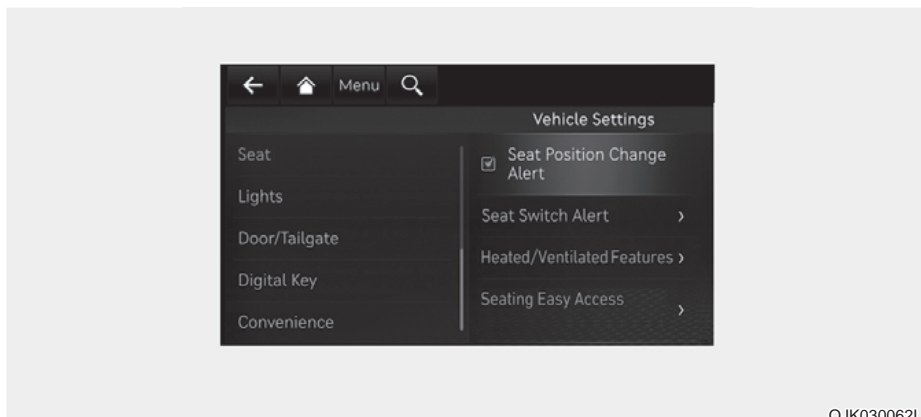 Menu
Vehicle Settings
Seat
Lights
Door/Tailgate
Digital Key
Convenience
Seat Position Change
Alert
Seat Switch Alert
Heated/Ventilated Features
Seating Easy Access